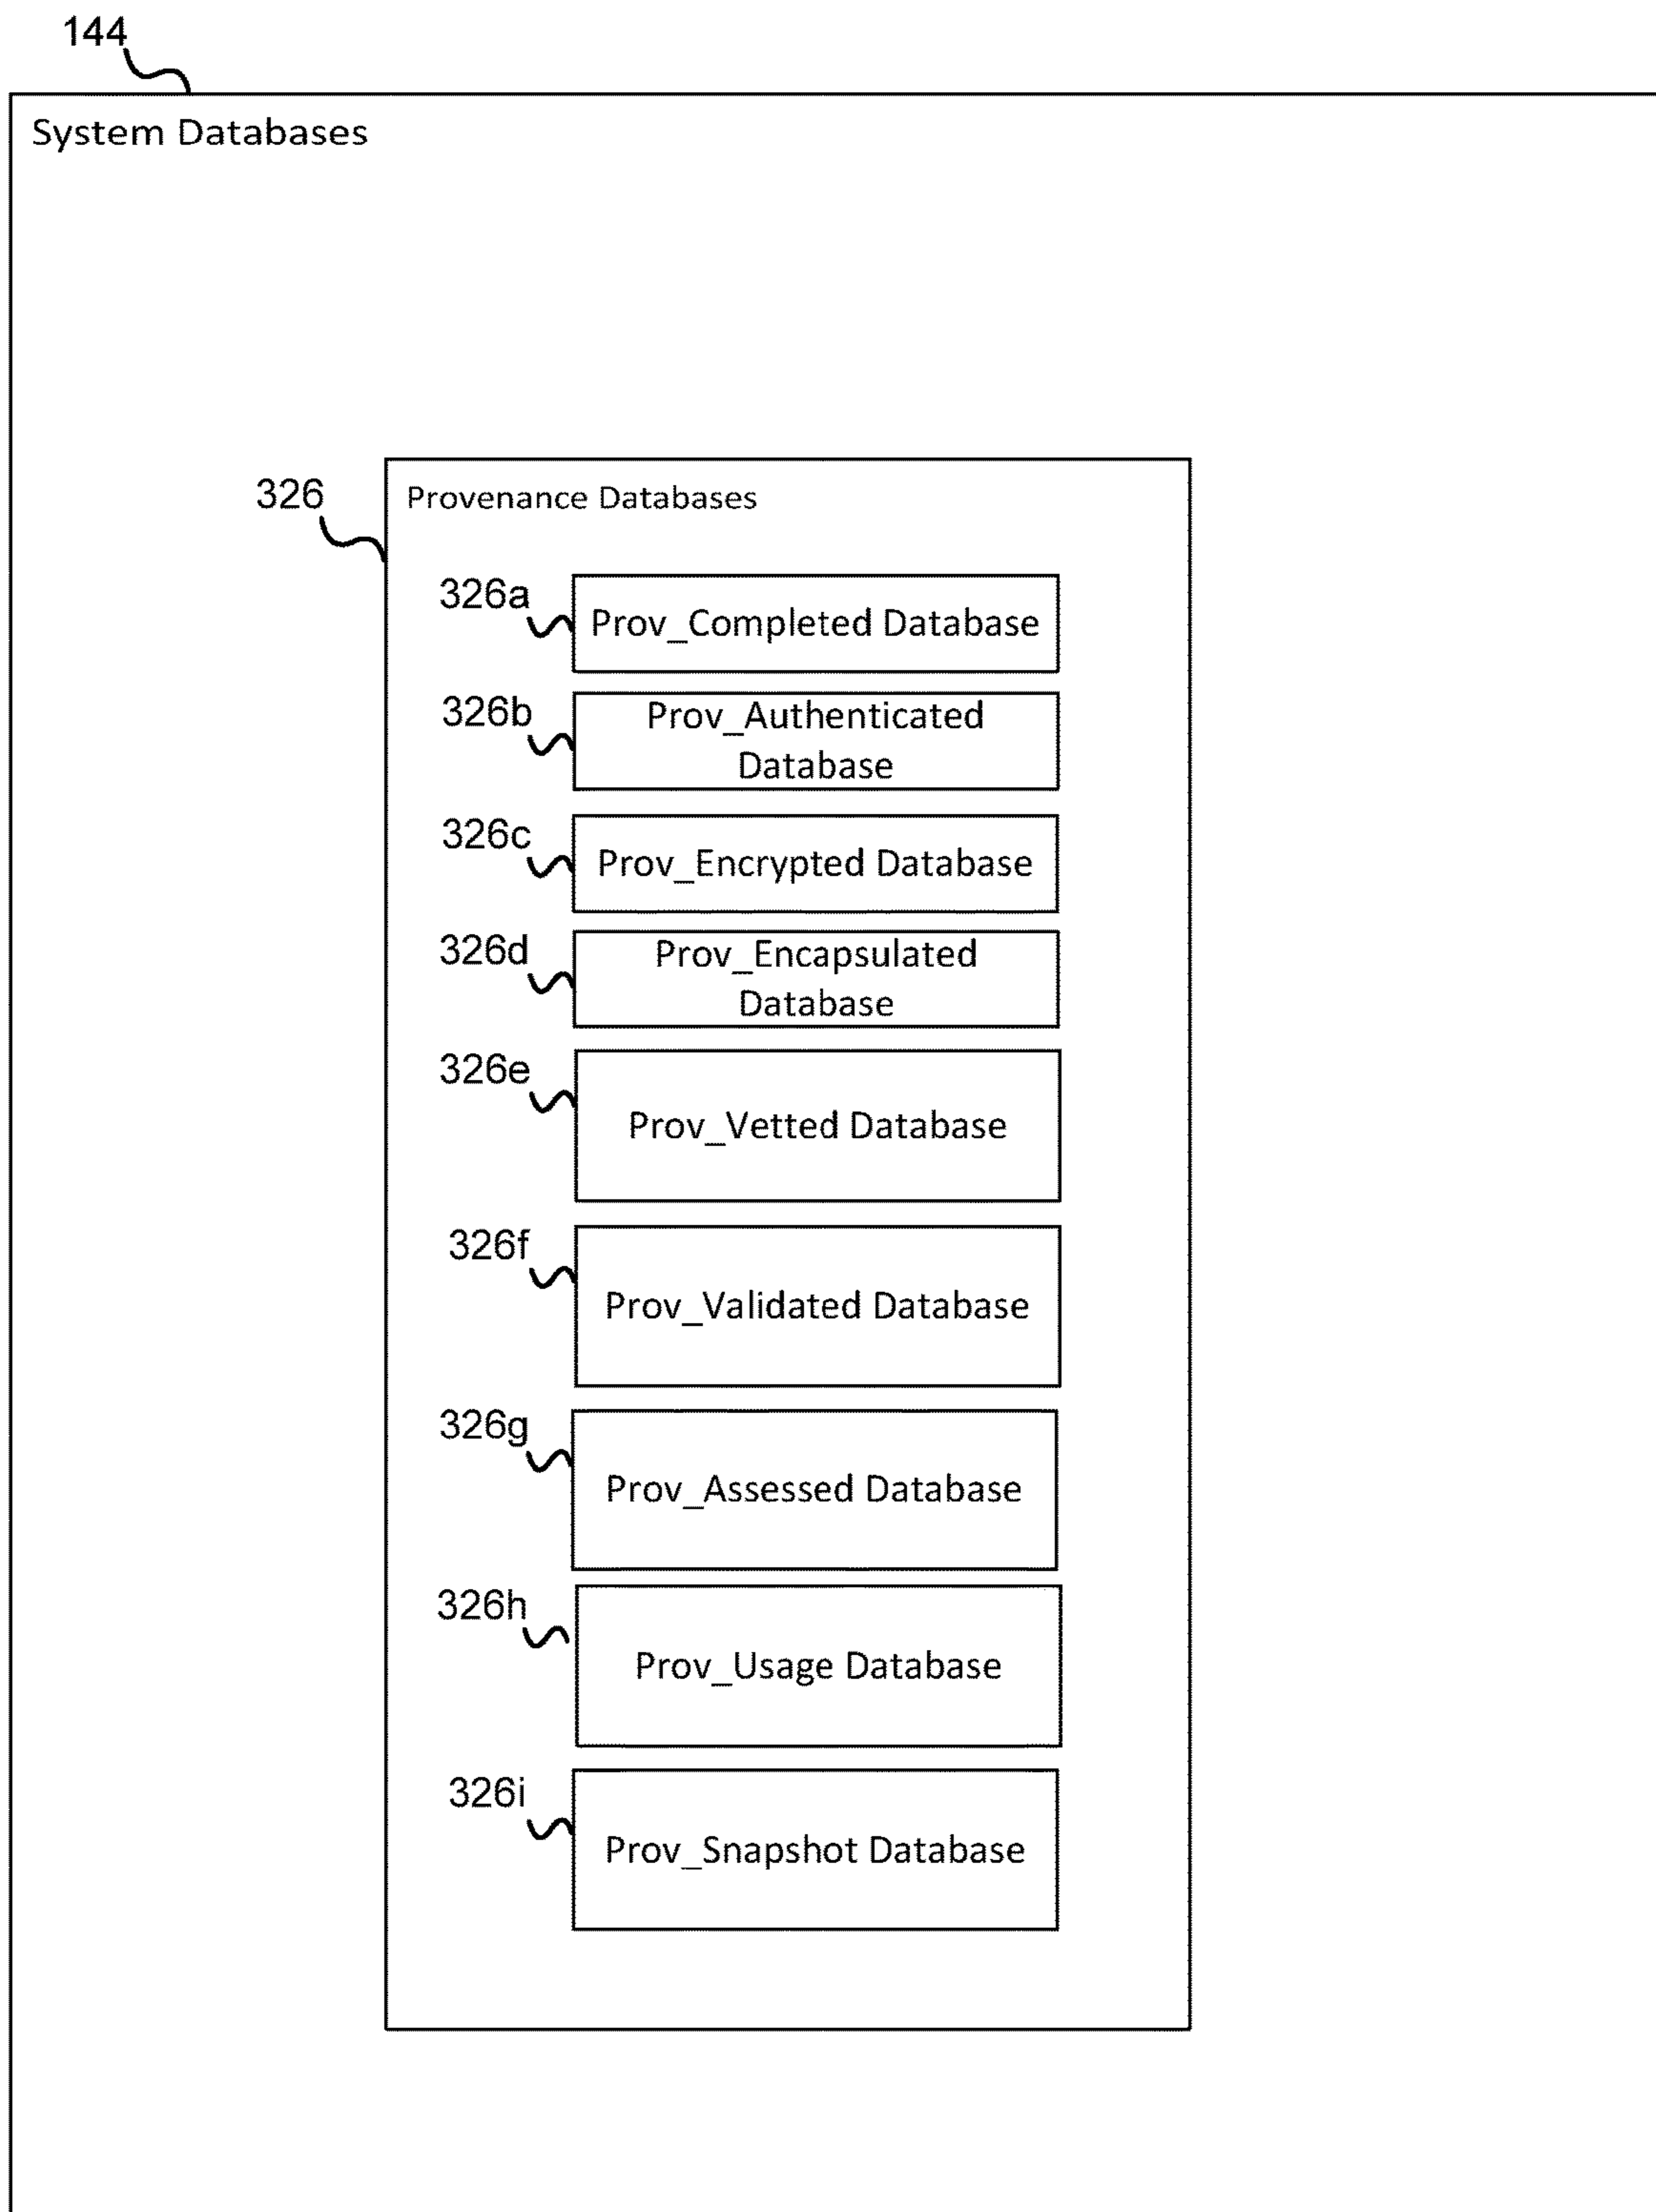 144
System Databases
326
Provenance Databases
326a
Prov_Completed Database
326b
Prov_Authenticated
Database
326c
Prov_Encrypted Database
326d
Prov_Encapsulated
Database
326e
Prov_Vetted Database
326f
Prov_Validated Database
326g
Prov_Assessed Database
326h
Prov_Usage Database
326i
Prov_Snapshot Database